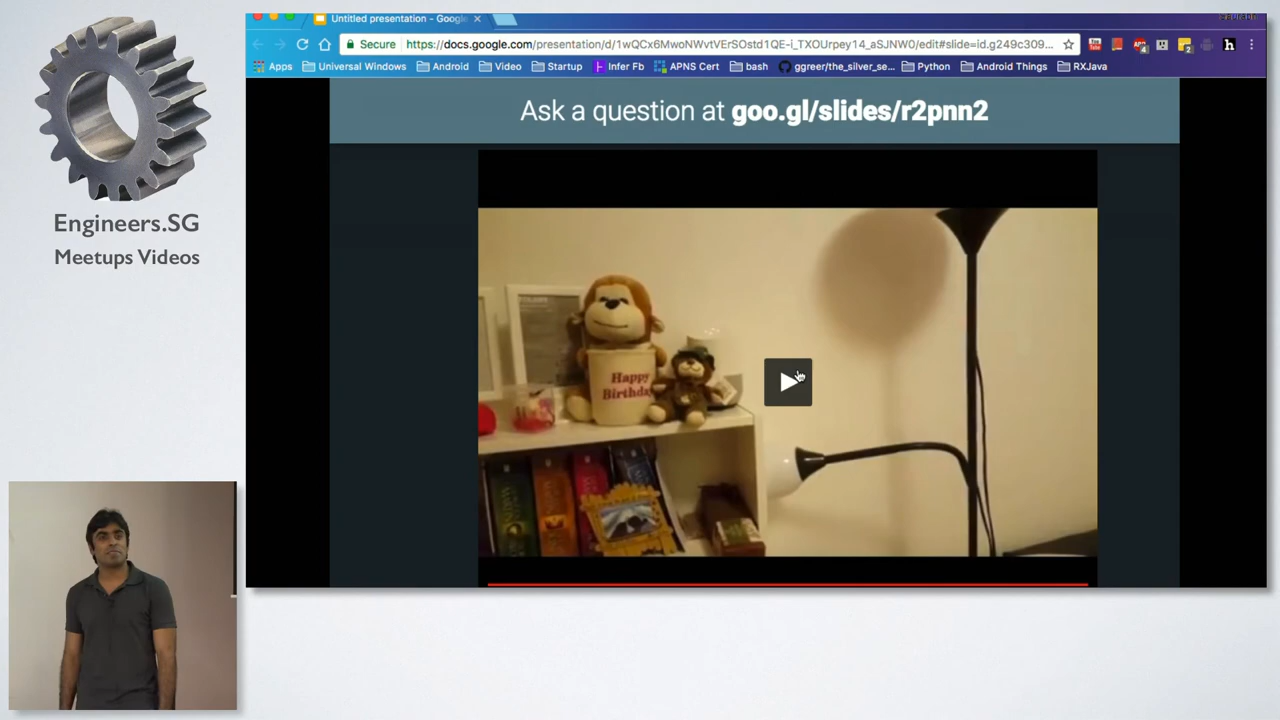 Untitled presentation - Google
Secure
https://docs.google.com/presentation/d/1wQCx6MwoNWvtVErSOstd1QE-i_TXOUrpey14_aSJNW0/edit#slide=id.g249c309...
Apps
Universal Windows
Android
Video
Startup
Infer Fb
APNS Cert
bash
ggreer/the_silver_se...
Python
Android Things
RXJava
Ask a question at goo.gl/slides/r2pnn2
Engineers.SG
Meetups Videos
Happy
Birthday